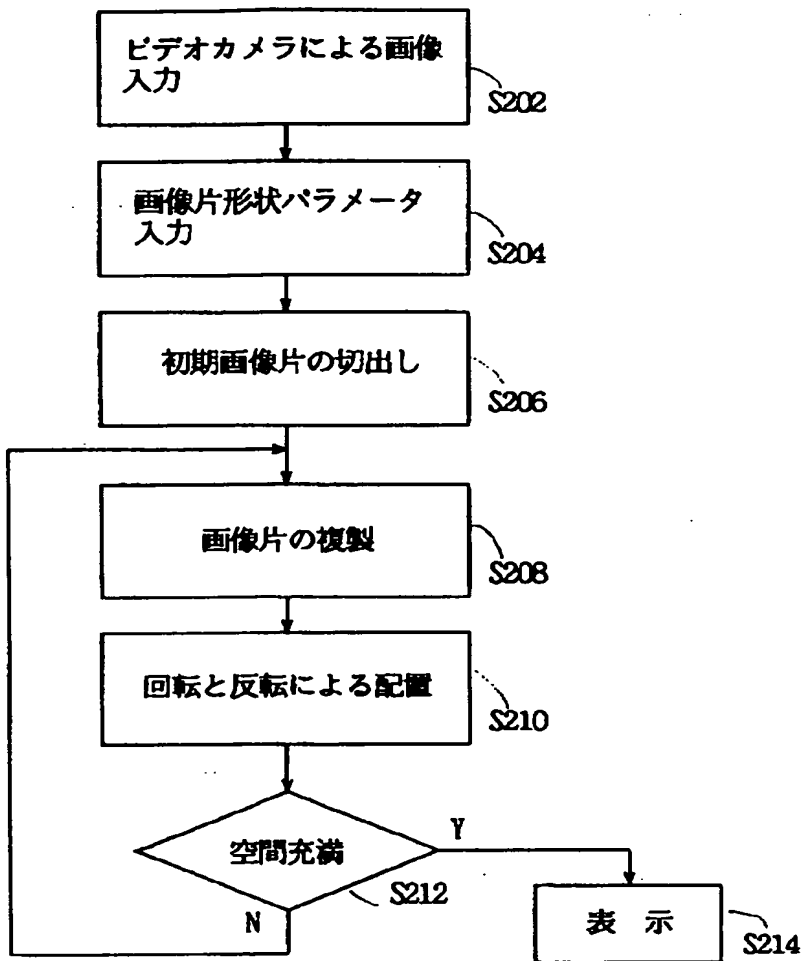 ビデオカメラによる画像
入力
S202
画像片形状パラメータ
入力
S204
初期画像片の切出し
S206
画像片の複製
S208
回転と反転による配置
S210
空間充満
Y
S212
N
表 示
S214